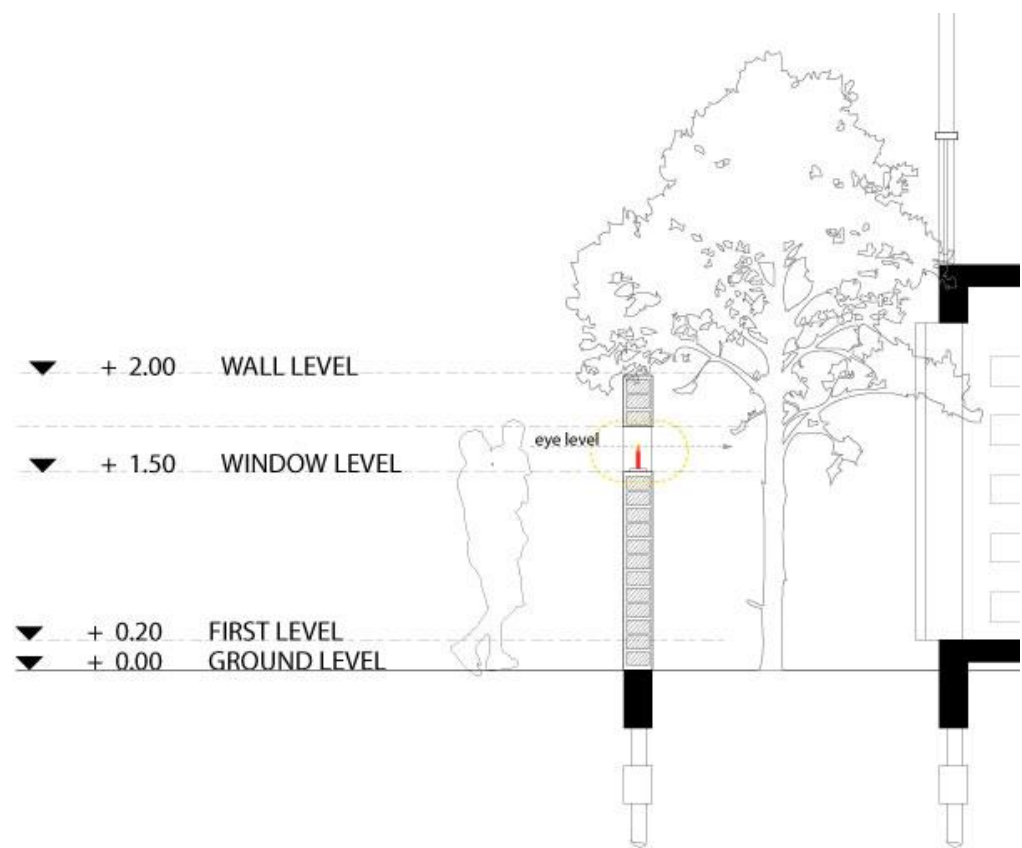 + 2.00 WALL LEVEL
eye level
+ 1.50 WINDOW LEVEL
+ 0.20 FIRST LEVEL
+ 0.00 GROUND LEVEL